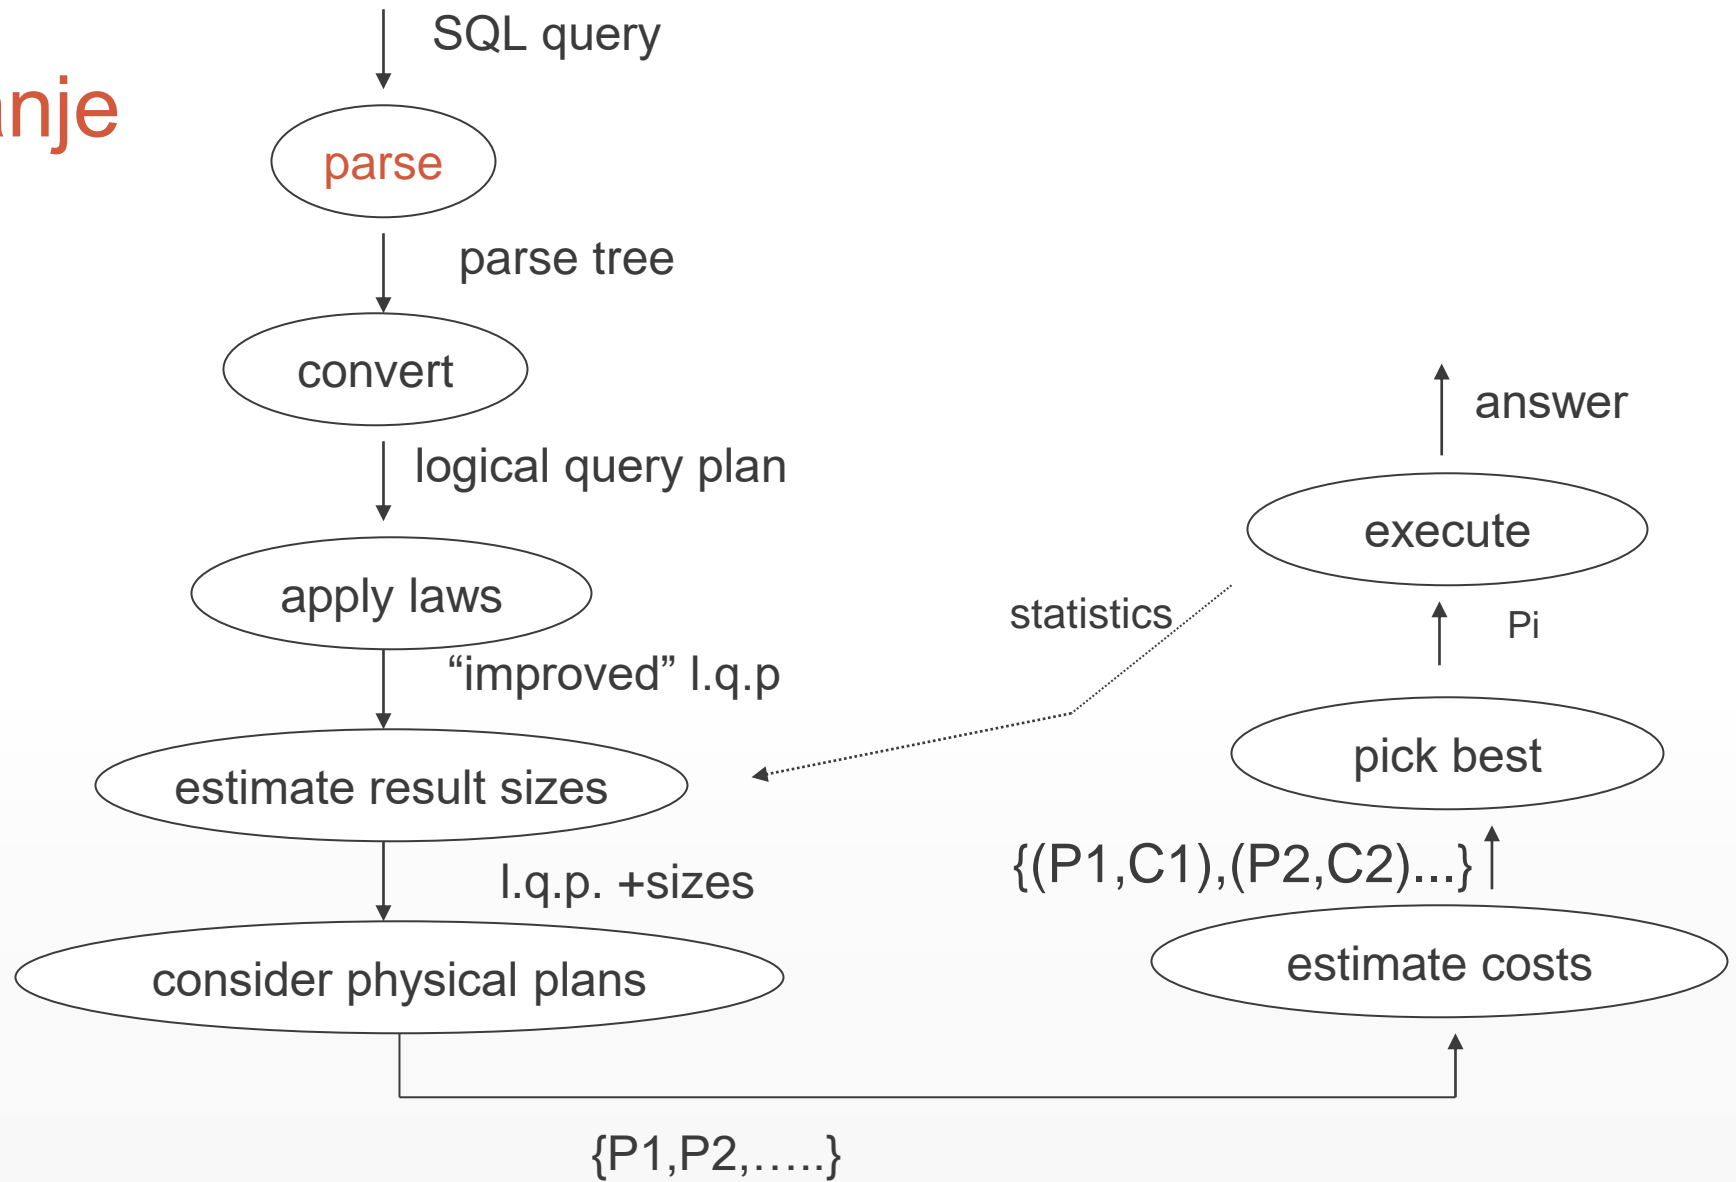 SQL query
anje
parse
parse tree
convert
logical query plan
apply laws
“improved” l.q.p
estimate result sizes
l.q.p. +sizes
consider physical plans
{P1,P2,…..}
statistics
answer
execute
Pi
pick best
{(P1,C1),(P2,C2)...}
estimate costs